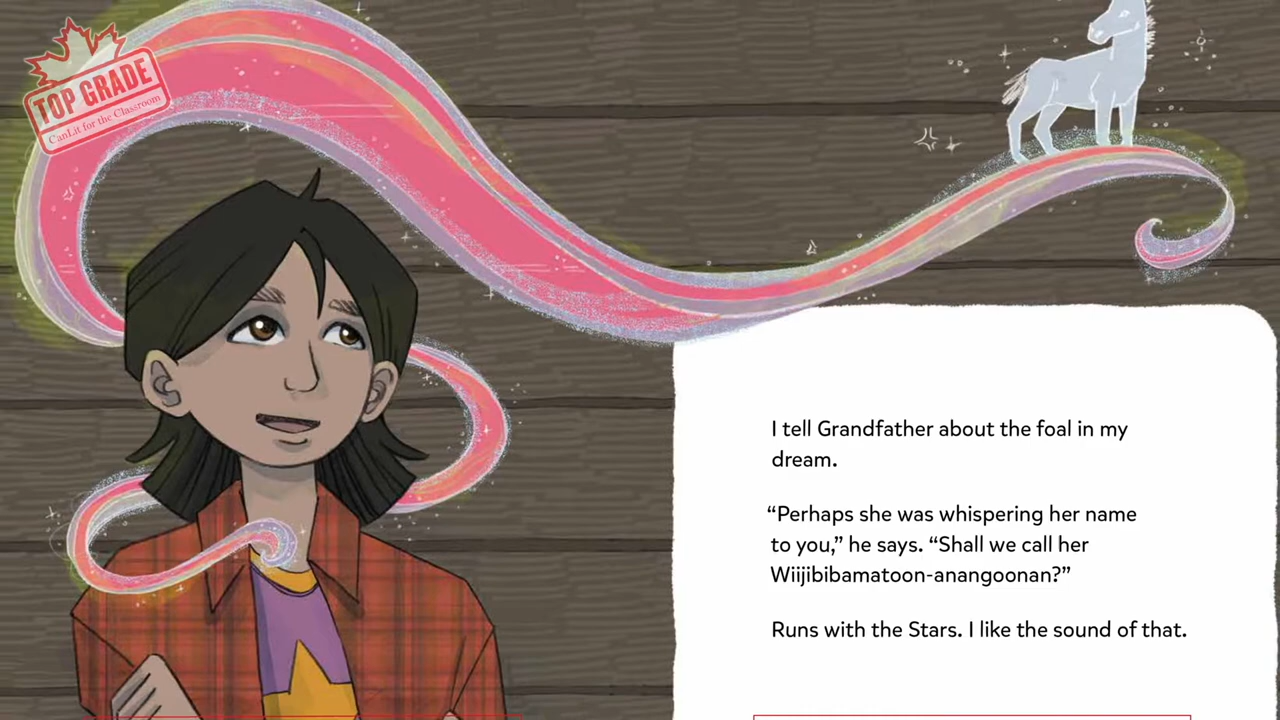 TOP GRADE
CanLit for the Classroom
I tell Grandfather about the foal in my
dream.
“Perhaps she was whispering her name
to you,” he says. “Shall we call her
Wiijibibamatoon-anangoonan?”
Runs with the Stars. I like the sound of that.